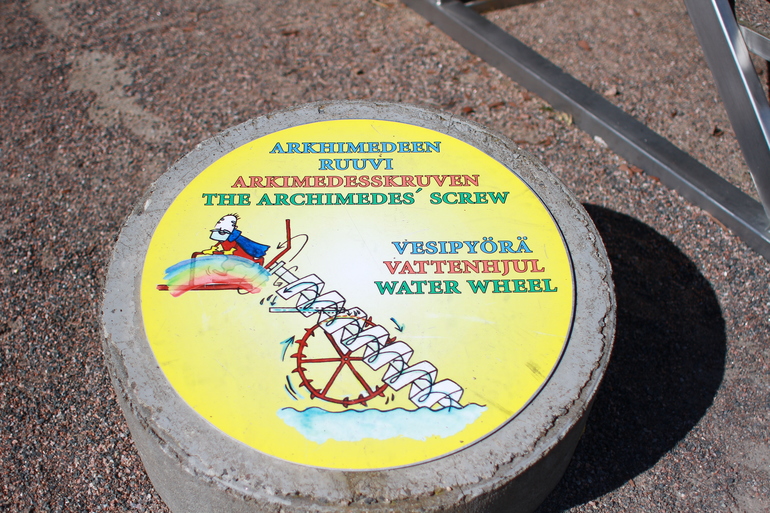 ARKHIMEDEEN
RUUVI
ARKIMEDESSKRUVEN
THE ARCHIMEDES´ SCREW
VESIPYÖRÄ
VATTENHJUL
WATER WHEEL